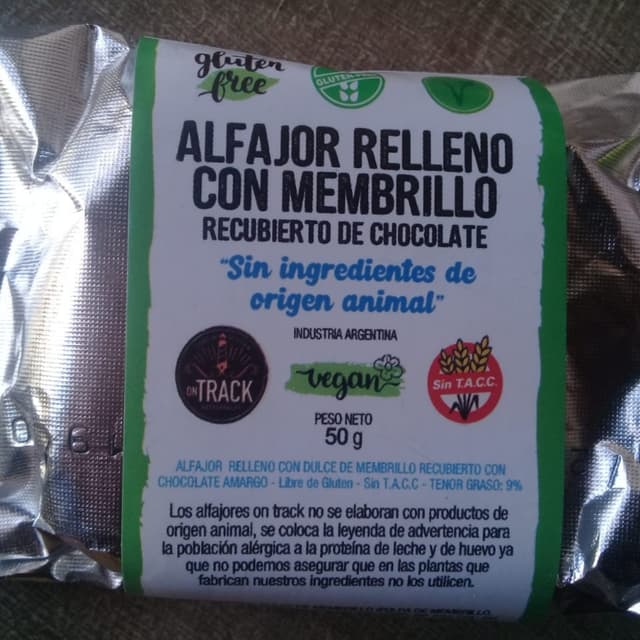 gluten
free
GLUTEN FREE
ALFAJOR RELLENO
CON MEMBRILLO
RECUBIERTO DE CHOCOLATE
"Sin ingredientes de
origen animal"
INDUSTRIA ARGENTINA
ON TRACK
vegan
Sin T.A.C.C.
PESO NETO
50 g
ALFAJOR RELLENO CON DULCE DE MEMBRILLO RECUBIERTO CON
CHOCOLATE AMARGO - Libre de Gluten - Sin T.A.C.C - TENOR GRASO: 9%
Los alfajores on track no se elaboran con productos de
origen animal, se coloca la leyenda de advertencia para
la población alérgica a la proteína de leche y de huevo ya
que no podemos asegurar que en las plantas que
fabrican nuestros ingredientes no los utilicen.